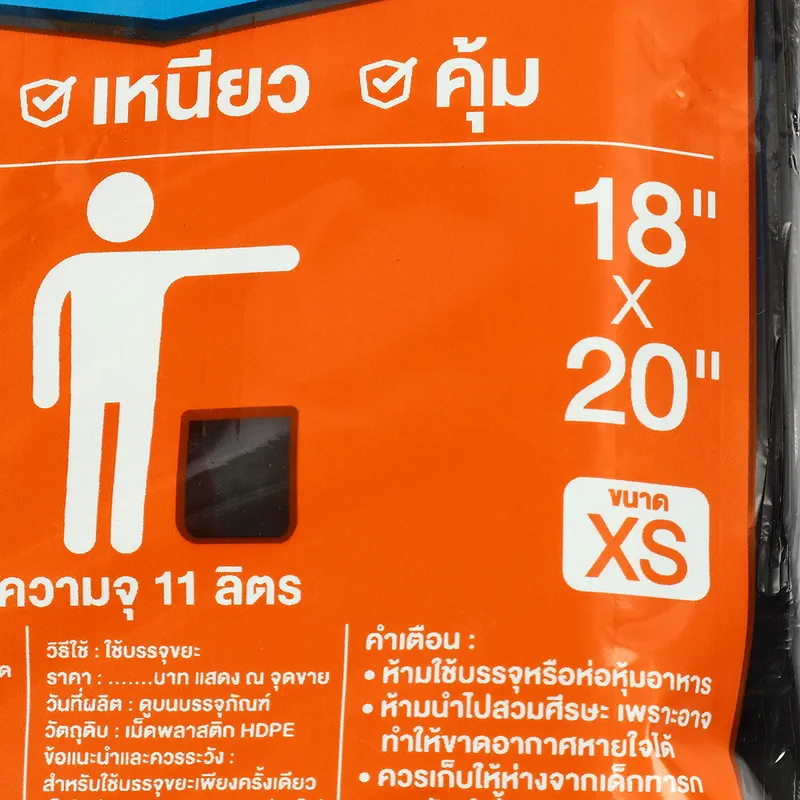 เหนียว คุ้ม
18"
X
20"
ขนาด
XS
ความจุ 11 ลิตร
วิธีใช้ : ใช้บรรจุขยะ
ราคา : .......บาท แสดง ณ จุดขาย
วันที่ผลิต : ดูบนบรรจุภัณฑ์
วัตถุดิบ : เม็ดพลาสติก HDPE
ข้อแนะนำและควรระวัง :
สำหรับใช้บรรจุขยะเพียงครั้งเดียว
คำเตือน :
• ห้ามใช้บรรจุหรือห่อหุ้มอาหาร
• ห้ามนำไปสวมศีรษะ เพราะอาจ
ทำให้ขาดอากาศหายใจได้
• ควรเก็บให้ห่างจากเด็กทารก